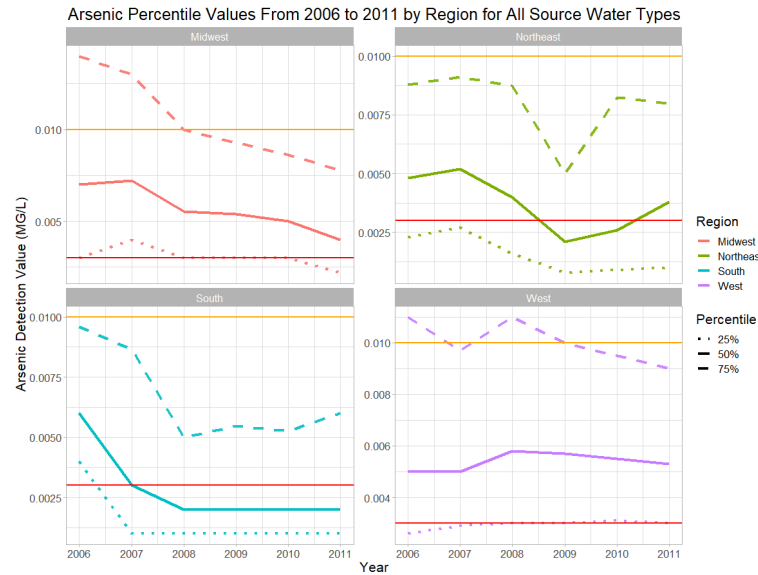 Arsenic Percentile Values From 2006 to 2011 by Region for All Source Water Types
Midwest
Northeast
0.010
0.005
0.0100
0.0075
0.0050
0.0025
South
West
0.0100
0.0075
0.0050
0.0025
0.010
0.008
0.006
0.004
2006 2007 2008 2009 2010 2011
2006 2007 2008 2009 2010 2011
Year
Arsenic Detection Value (MG/L)
Region
Midwest
Northeas
South
West
Percentile
25%
50%
75%